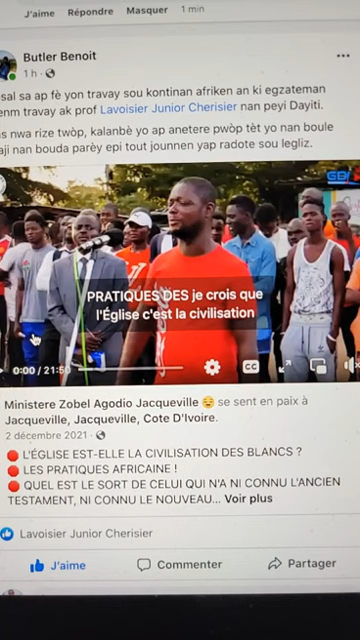 J'aime Répondre Masquer 1 min
Butler Benoit
1 h
sal sa ap fè yon travay sou kontinan afriken an ki egzateman
enm travay ak prof Lavoisier Junior Cherisier nan peyi Dayiti.
s nwa rize twòp, kalanbè yo ap anetere pwòp tèt yo nan boule
aji nan bouda parèy epi tout jounnen yap radote sou legliz.
PRATIQUES DES je crois que
l'Église c'est la civilisation
0:00 / 21:50
CC
Ministere Zobel Agodio Jacqueville 😌 se sent en paix à
Jacqueville, Jacqueville, Cote D'Ivoire.
2 décembre 2021
🔴 L'ÉGLISE EST-ELLE LA CIVILISATION DES BLANCS ?
🔴 LES PRATIQUES AFRICAINE !
🔴 QUEL EST LE SORT DE CELUI QUI N'A NI CONNU L'ANCIEN
TESTAMENT, NI CONNU LE NOUVEAU... Voir plus
Lavoisier Junior Cherisier
J'aime Commenter Partager